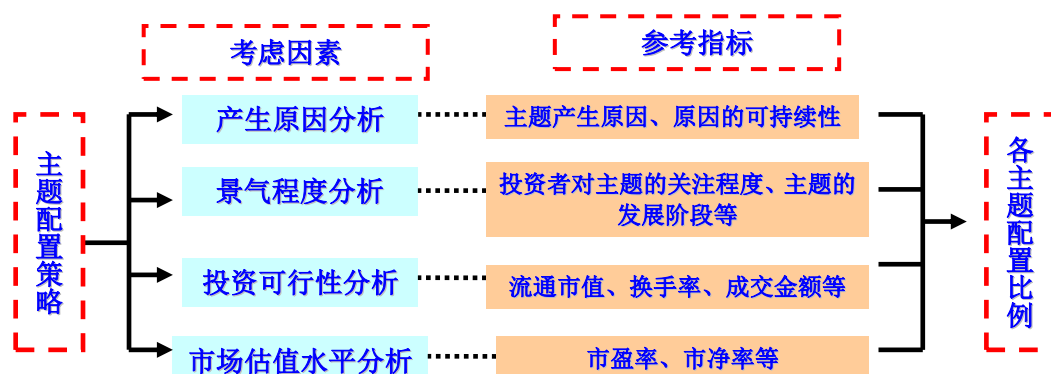 考虑因素
参考指标
主题配置策略
产生原因分析
主题产生原因、原因的可持续性
景气程度分析
投资者对主题的关注程度、主题的
发展阶段等
投资可行性分析
流通市值、换手率、成交金额等
市场估值水平分析
市盈率、市净率等
各主题配置比例